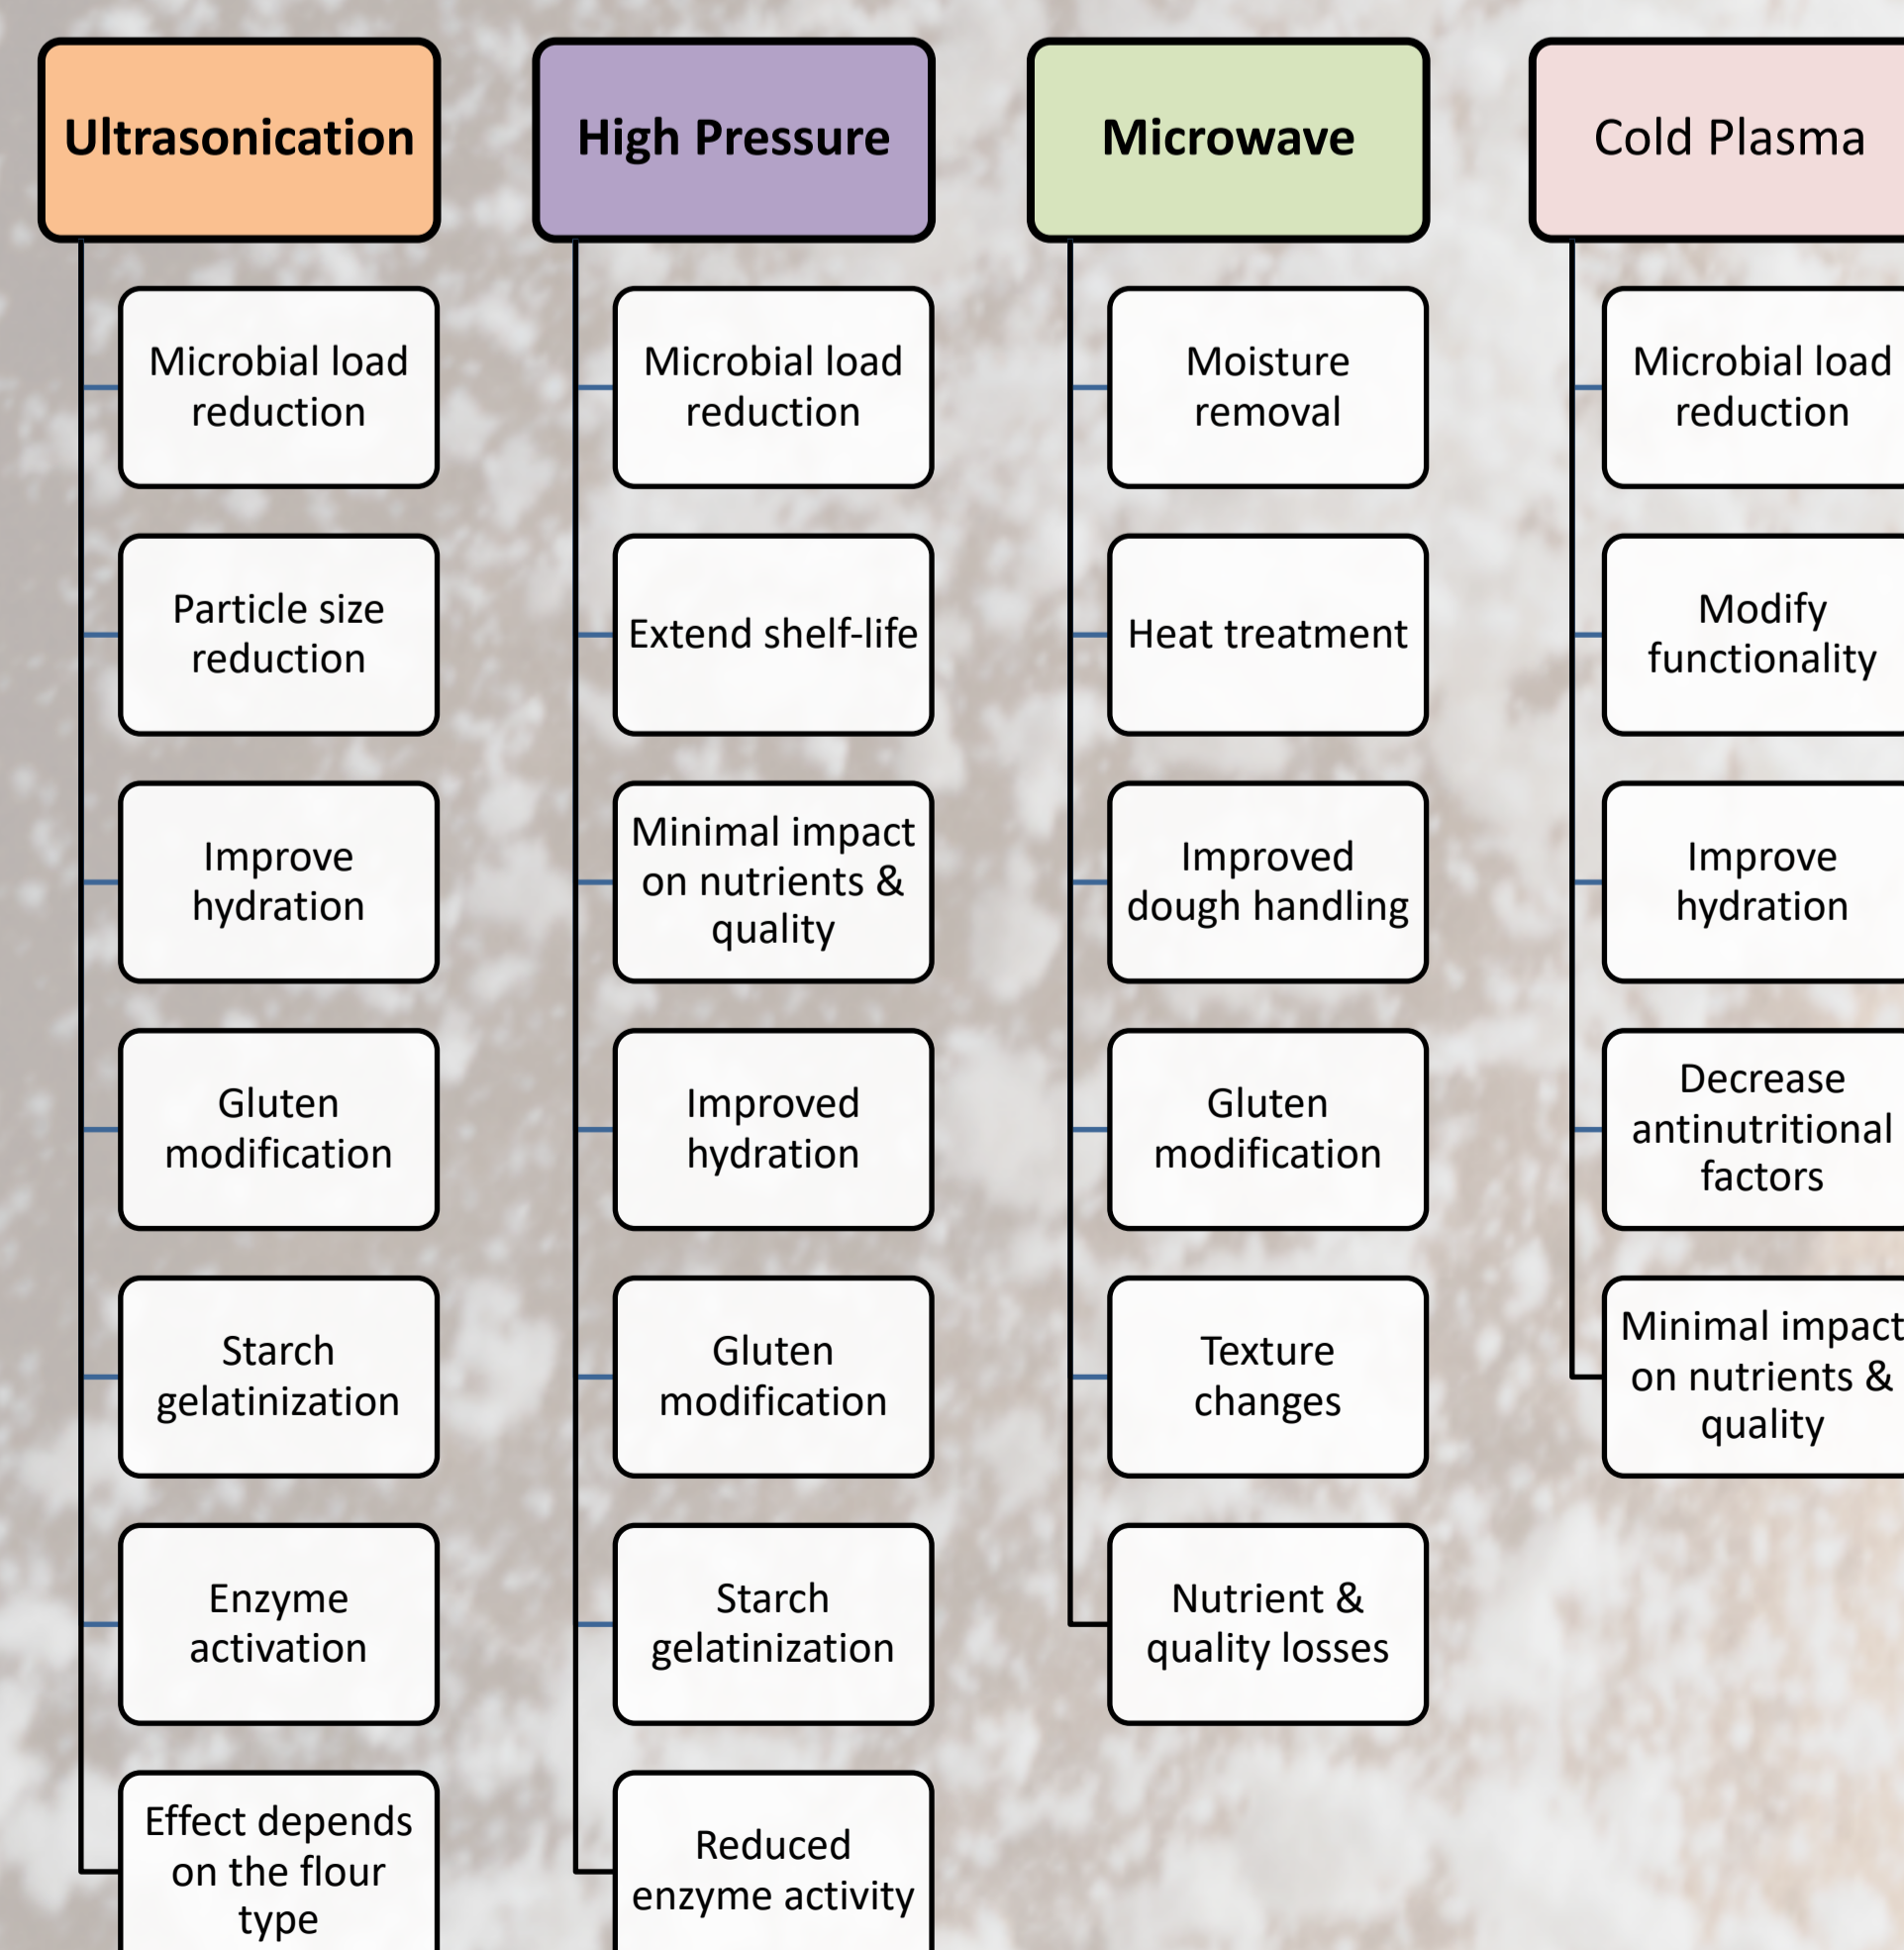 Ultrasonication
Microbial load
reduction
Particle size
reduction
Improve
hydration
Gluten
modification
Starch
gelatinization
Enzyme
activation
Effect depends
on the flour
type
High Pressure
Microbial load
reduction
Extend shelf-life
Minimal impact
on nutrients &
quality
Improved
hydration
Gluten
modification
Starch
gelatinization
Reduced
enzyme activity
Microwave
Moisture
removal
Heat treatment
Improved
dough handling
Gluten
modification
Texture
changes
Nutrient &
quality losses
Cold Plasma
Microbial load
reduction
Modify
functionality
Improve
hydration
Decrease
antinutritional
factors
Minimal impact
on nutrients &
quality